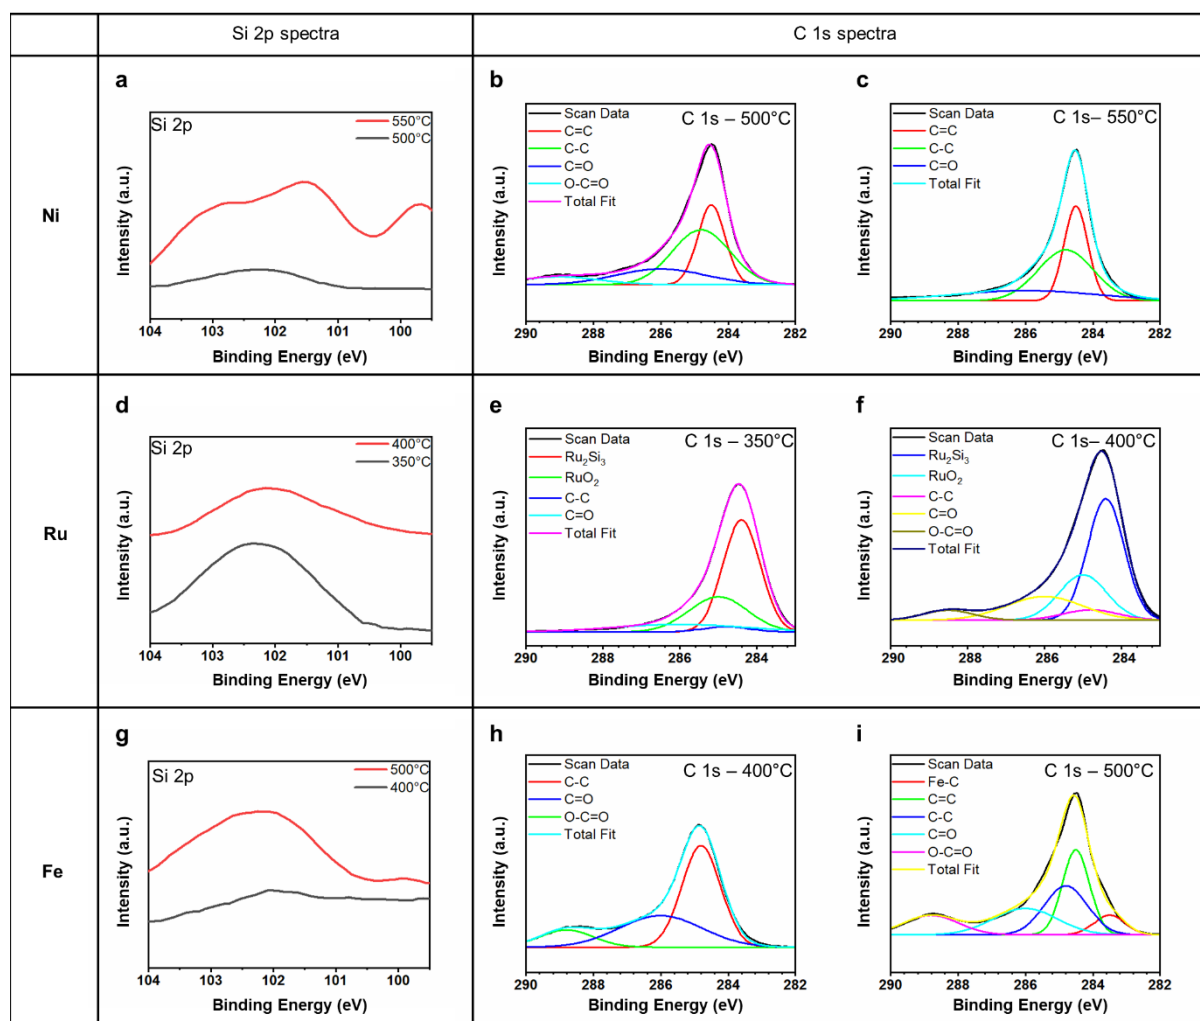 Si 2p spectra
C 1s spectra
Ni
a
Si 2p
550°C
500°C
Intensity (a.u.)
104 103 102 101 100
Binding Energy (eV)
b
Scan Data
C=C
C-C
C=O
O-C=O
Total Fit
C 1s – 500°C
Intensity (a.u.)
290 288 286 284 282
Binding Energy (eV)
c
Scan Data
C=C
C-C
C=O
Total Fit
C 1s– 550°C
Intensity (a.u.)
290 288 286 284 282
Binding Energy (eV)
Ru
d
Si 2p
400°C
350°C
Intensity (a.u.)
104 103 102 101 100
Binding Energy (eV)
e
Scan Data
Ru₂Si₃
RuO₂
C-C
C=O
Total Fit
C 1s – 350°C
Intensity (a.u.)
290 288 286 284
Binding Energy (eV)
f
Scan Data
Ru₂Si₃
RuO₂
C-C
C=O
O-C=O
Total Fit
C 1s– 400°C
Intensity (a.u.)
290 288 286 284
Binding Energy (eV)
Fe
g
Si 2p
500°C
400°C
Intensity (a.u.)
104 103 102 101 100
Binding Energy (eV)
h
Scan Data
C-C
C=O
O-C=O
Total Fit
C 1s – 400°C
Intensity (a.u.)
290 288 286 284 282
Binding Energy (eV)
i
Scan Data
Fe-C
C=C
C-C
C=O
O-C=O
Total Fit
C 1s – 500°C
Intensity (a.u.)
290 288 286 284 282
Binding Energy (eV)